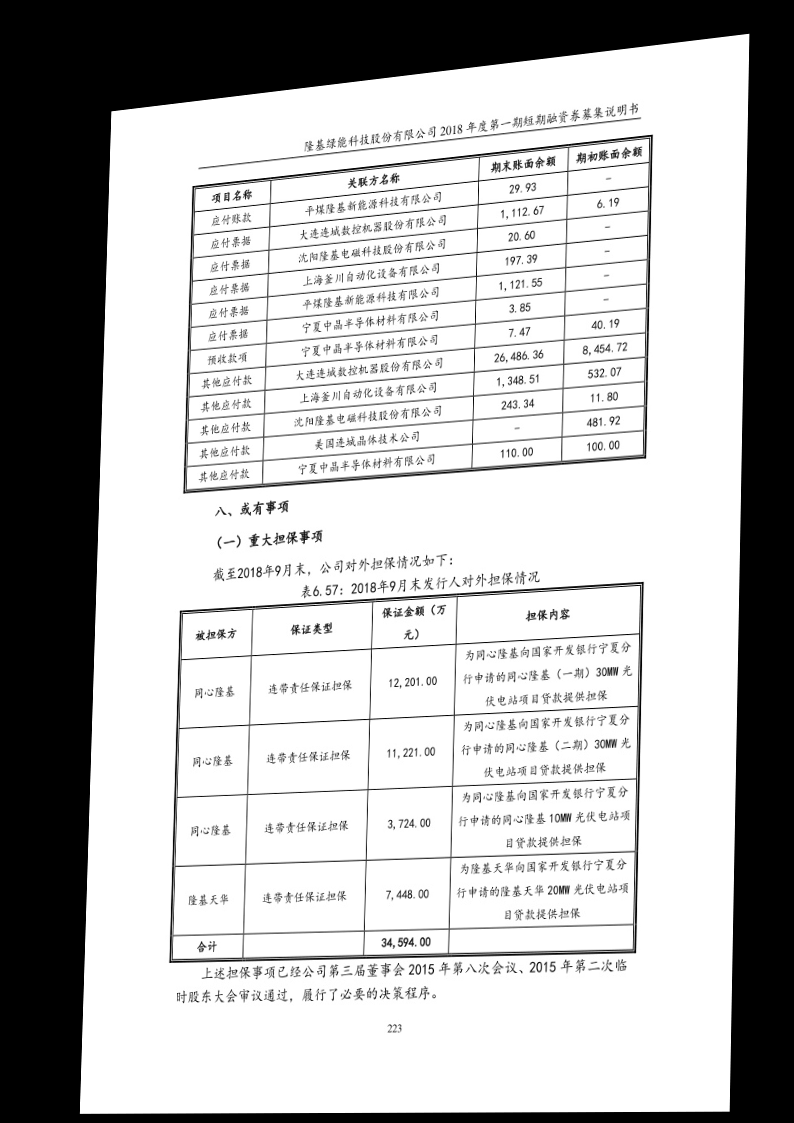 隆基绿能科技股份有限公司 2018 年度第一期短期融资券募集说明书
项目名称 关联方名称 期末账面余额 期初账面余额
应付账款 平煤隆基新能源科技有限公司 29.93 –
应付票据 大连连城数控机器股份有限公司 1,112.67 6.19
应付票据 沈阳隆基电磁科技股份有限公司 20.60 –
应付票据 上海釜川自动化设备有限公司 197.39 –
应付票据 平煤隆基新能源科技有限公司 1,121.55 –
应付票据 宁夏中晶半导体材料有限公司 3.85 –
预收款项 宁夏中晶半导体材料有限公司 7.47 40.19
其他应付款 大连连城数控机器股份有限公司 26,486.36 8,454.72
其他应付款 上海釜川自动化设备有限公司 1,348.51 532.07
其他应付款 沈阳隆基电磁科技股份有限公司 243.34 11.80
其他应付款 美国连城晶体技术公司 – 481.92
其他应付款 宁夏中晶半导体材料有限公司 110.00 100.00
八、或有事项
（一）重大担保事项
截至2018年9月末，公司对外担保情况如下：
表6.57：2018年9月末发行人对外担保情况
被担保方 保证类型 保证金额（万
元） 担保内容
同心隆基 连带责任保证担保 12,201.00 为同心隆基向国家开发银行宁夏分
行申请的同心隆基（一期）30MW 光
伏电站项目贷款提供担保
同心隆基 连带责任保证担保 11,221.00 为同心隆基向国家开发银行宁夏分
行申请的同心隆基（二期）30MW 光
伏电站项目贷款提供担保
同心隆基 连带责任保证担保 3,724.00 为同心隆基向国家开发银行宁夏分
行申请的同心隆基 10MW 光伏电站项
目贷款提供担保
隆基天华 连带责任保证担保 7,448.00 为隆基天华向国家开发银行宁夏分
行申请的隆基天华 20MW 光伏电站项
目贷款提供担保
合计 34,594.00
上述担保事项已经公司第三届董事会 2015 年第八次会议、2015 年第二次临
时股东大会审议通过，履行了必要的决策程序。
223